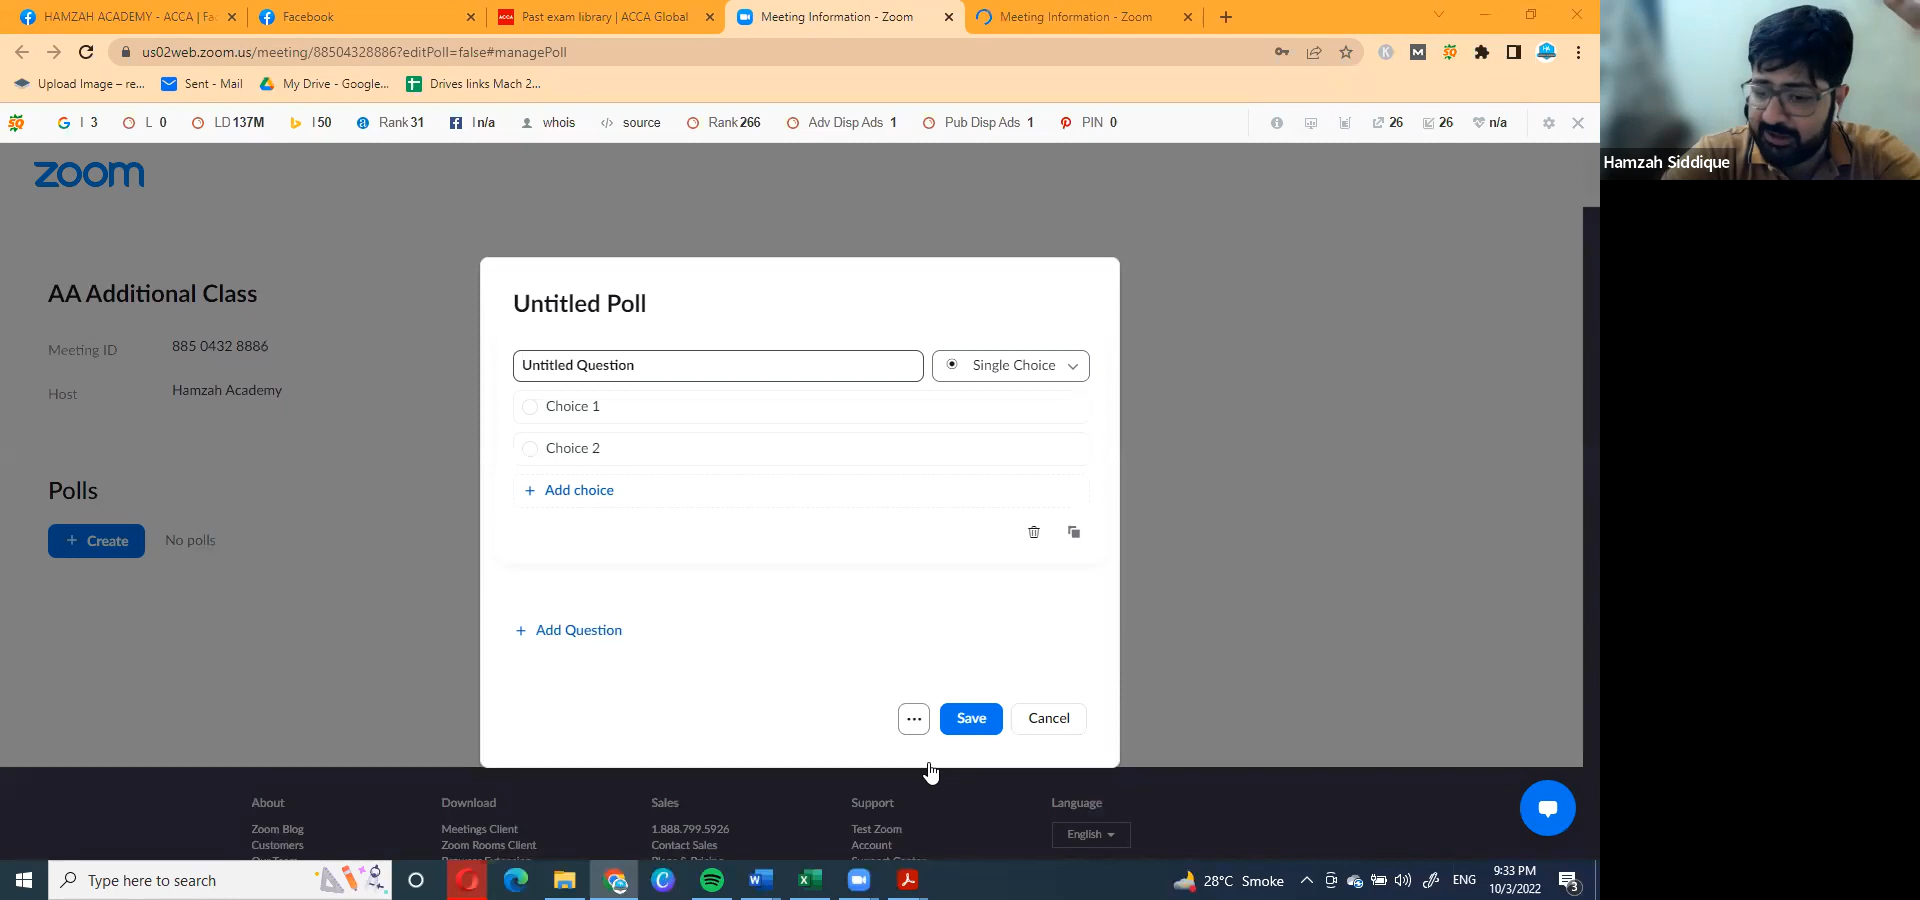 HAMZAH ACADEMY - ACCA | Fac
Facebook
ACCA Past exam library | ACCA Global
Meeting Information - Zoom
Meeting Information - Zoom
us02web.zoom.us/meeting/88504328886?editPoll=false#managePoll
Upload Image – re...
Sent - Mail
My Drive - Google...
Drives links Mach 2...
I 3
L 0
LD 137M
I 50
Rank 31
I n/a
whois
source
Rank 266
Adv Disp Ads 1
Pub Disp Ads 1
PIN 0
26
26
n/a
Hamzah Siddique
zoom
AA Additional Class
Meeting ID 885 0432 8886
Host Hamzah Academy
Polls
+ Create No polls
Untitled Poll
Untitled Question Single Choice
Choice 1
Choice 2
+ Add choice
+ Add Question
... Save Cancel
About Download Sales Support Language
Zoom Blog Meetings Client 1.888.799.5926 Test Zoom English
Customers Zoom Rooms Client Contact Sales Account
Type here to search
28°C Smoke
ENG
9:33 PM
10/3/2022
3